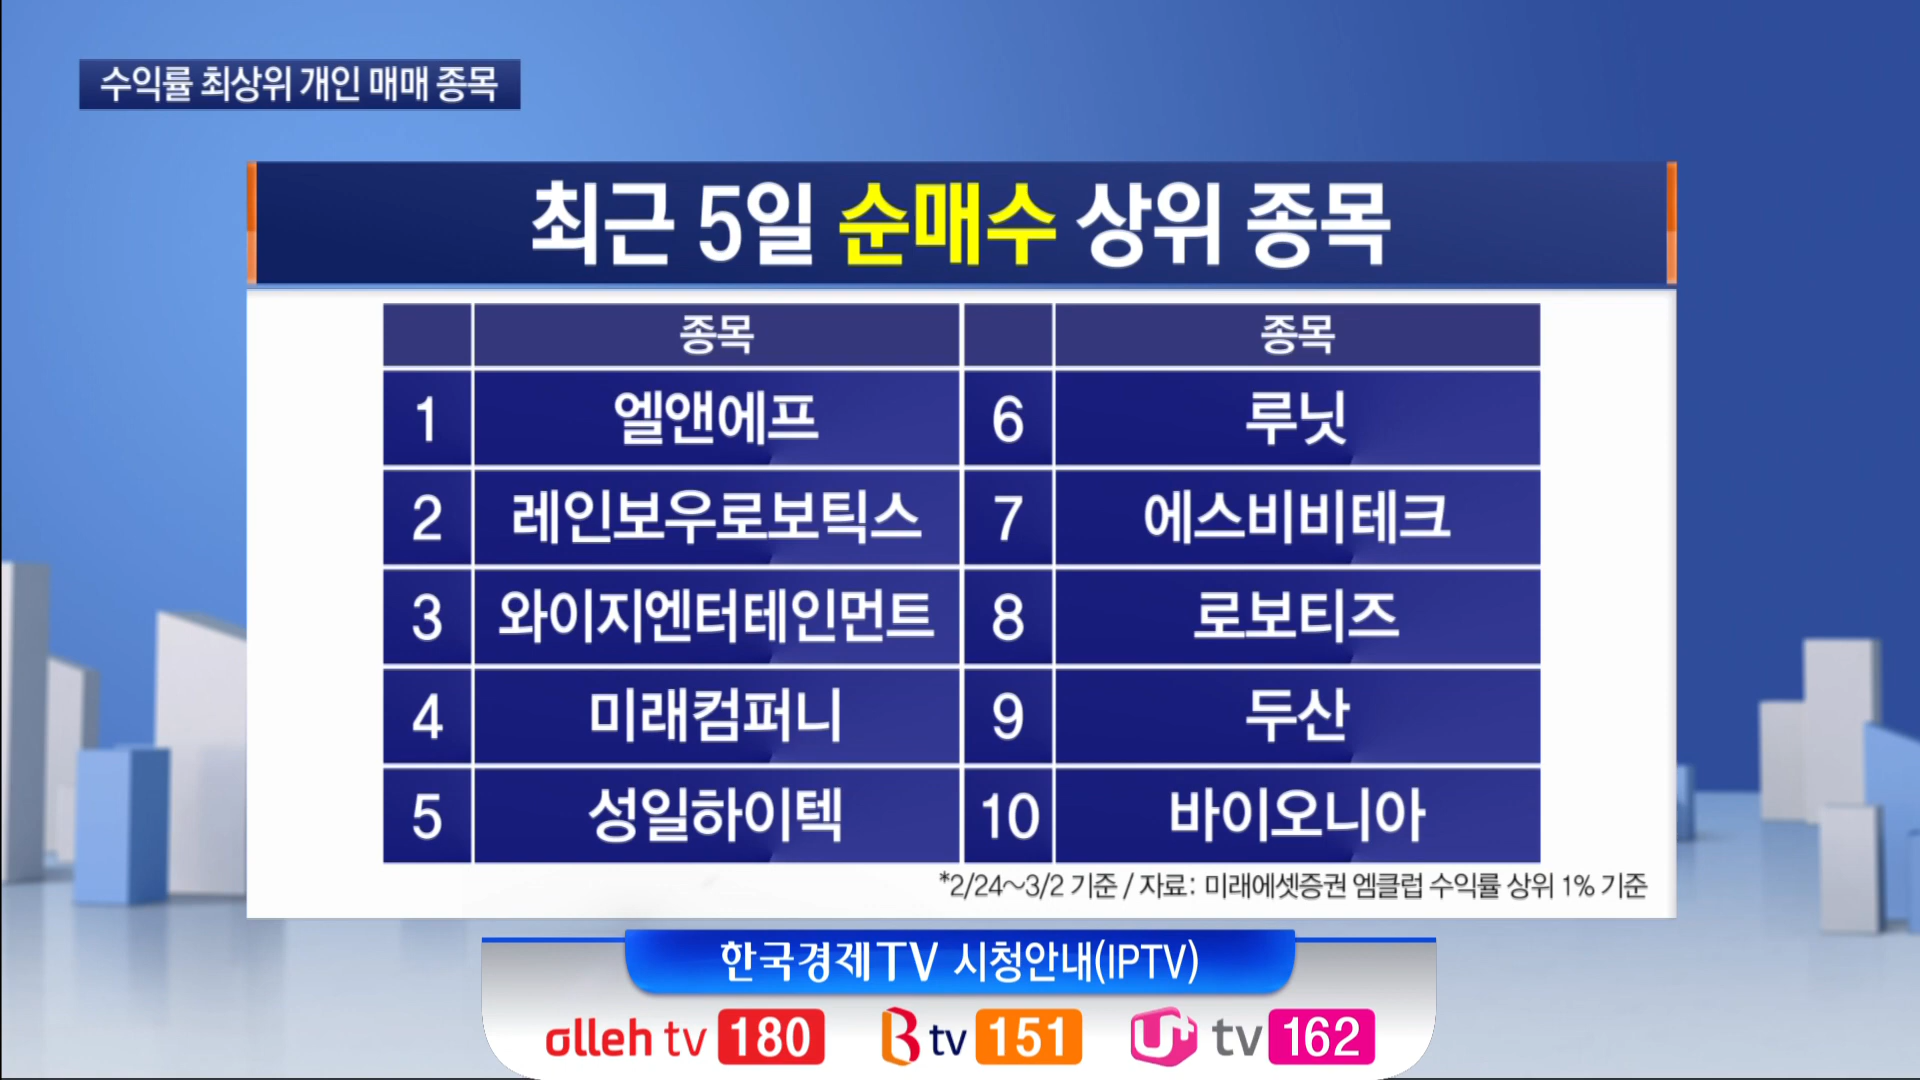 수익률 최상위 개인 매매 종목
최근 5일 순매수 상위 종목
종목 종목
1 엘앤에프 6 루닛
2 레인보우로보틱스 7 에스비비테크
3 와이지엔터테인먼트 8 로보티즈
4 미래컴퍼니 9 두산
5 성일하이텍 10 바이오니아
*2/24~3/2 기준 / 자료: 미래에셋증권 엠클럽 수익률 상위 1% 기준
한국경제TV 시청안내(IPTV)
olleh tv 180 B tv 151 U+ tv 162